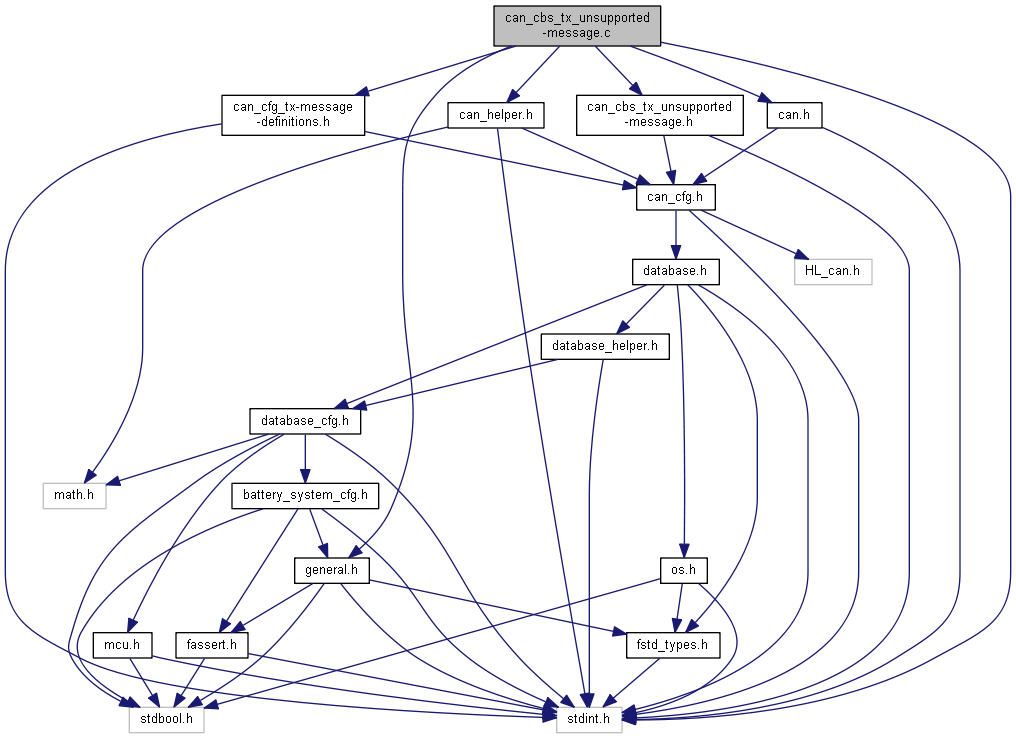 can_cbs_tx_unsupported
-message.c
can_cfg_tx-message
-definitions.h
can_helper.h
can_cbs_tx_unsupported
-message.h
can.h
can_cfg.h
database.h
HL_can.h
database_helper.h
database_cfg.h
math.h
battery_system_cfg.h
general.h
os.h
mcu.h
fassert.h
fstd_types.h
stdbool.h
stdint.h